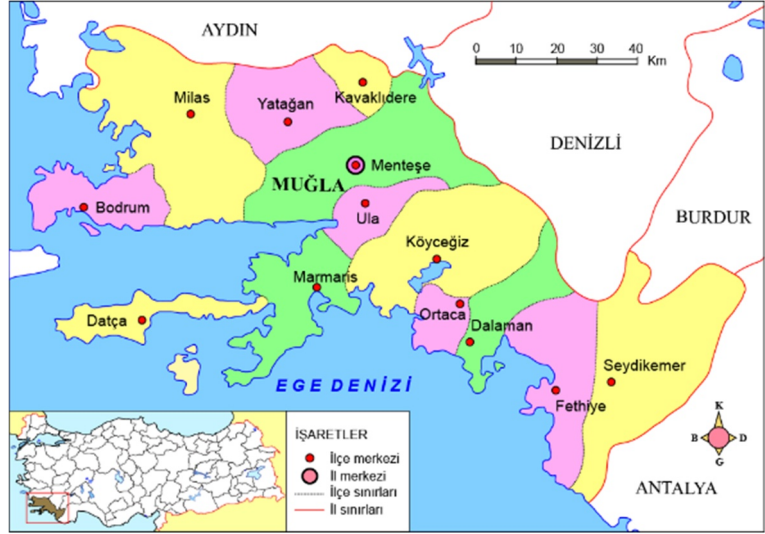 AYDIN
0 10 20 30 40 Km
Milas
Yatağan
Kavaklıdere
DENİZLİ
Menteşe
MUĞLA
Bodrum
Ula
BURDUR
Köyceğiz
Marmaris
Datça
Ortaca
Dalaman
Seydikemer
Fethiye
EGE DENİZİ
K
B D
G
ANTALYA
İŞARETLER
İlçe merkezi
İl merkezi
İlçe sınırları
İl sınırları